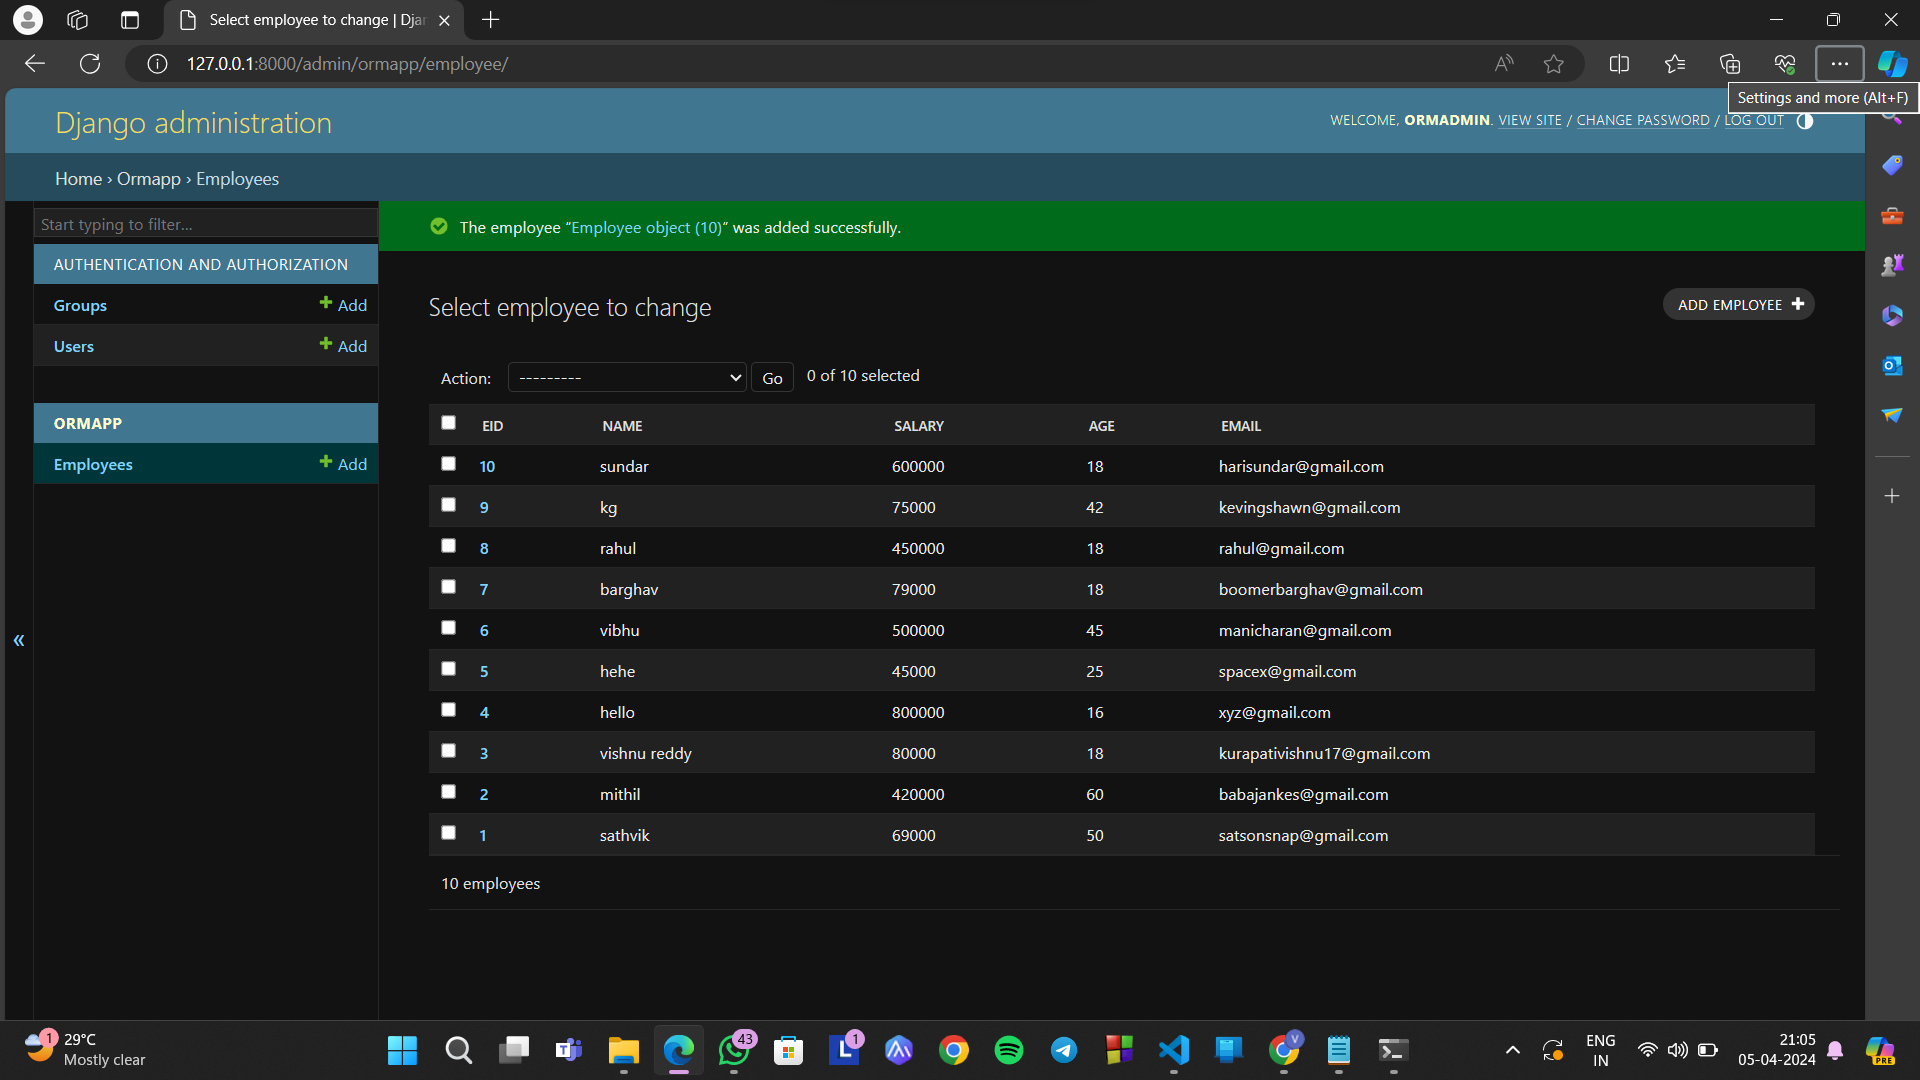 Select employee to change | Dja
127.0.0.1:8000/admin/ormapp/employee/
Settings and more (Alt+F)
Django administration
WELCOME, ORMADMIN. VIEW SITE / CHANGE PASSWORD / LOG OUT
Home › Ormapp › Employees
Start typing to filter...
The employee “Employee object (10)” was added successfully.
AUTHENTICATION AND AUTHORIZATION
Groups + Add
Users + Add
ORMAPP
Employees + Add
«
Select employee to change
ADD EMPLOYEE +
Action: --------- Go 0 of 10 selected
EID NAME SALARY AGE EMAIL
10 sundar 600000 18 harisundar@gmail.com
9 kg 75000 42 kevingshawn@gmail.com
8 rahul 450000 18 rahul@gmail.com
7 barghav 79000 18 boomerbarghav@gmail.com
6 vibhu 500000 45 manicharan@gmail.com
5 hehe 45000 25 spacex@gmail.com
4 hello 800000 16 xyz@gmail.com
3 vishnu reddy 80000 18 kurapativishnu17@gmail.com
2 mithil 420000 60 babajankes@gmail.com
1 sathvik 69000 50 satsonsnap@gmail.com
10 employees
1 29°C
Mostly clear
43
L 1
V
ENG
IN
21:05
05-04-2024
PRE